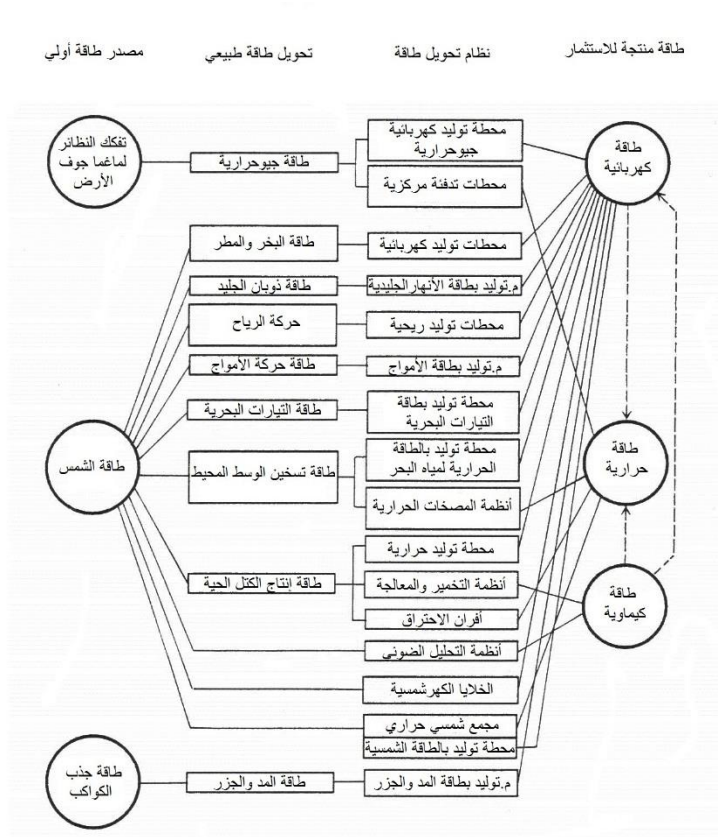 مصدر طاقة أولي
تحويل طاقة طبيعي
نظام تحويل طاقة
طاقة منتجة للاستثمار
تفكك النظائر
لماغما جوف
الأرض
طاقة جيوحرارية
محطة توليد كهربائية
جيوحرارية
محطات تدفئة مركزية
طاقة
كهربائية
طاقة البخر والمطر
محطات توليد كهربائية
طاقة ذوبان الجليد
م.توليد بطاقة الأنهار الجليدية
حركة الرياح
محطات توليد ريحية
طاقة حركة الأمواج
م.توليد بطاقة الأمواج
طاقة التيارات البحرية
محطة توليد بطاقة
التيارات البحرية
طاقة الشمس
طاقة تسخين الوسط المحيط
محطة توليد بالطاقة
الحرارية لمياه البحر
أنظمة المضخات الحرارية
طاقة
حرارية
طاقة إنتاج الكتل الحية
محطة توليد حرارية
أنظمة التخمير والمعالجة
أفران الاحتراق
طاقة
كيماوية
أنظمة التحليل الضوئي
الخلايا الكهرشمسية
مجمع شمسي حراري
محطة توليد بالطاقة الشمسية
طاقة جذب
الكواكب
طاقة المد والجزر
م.توليد بطاقة المد والجزر